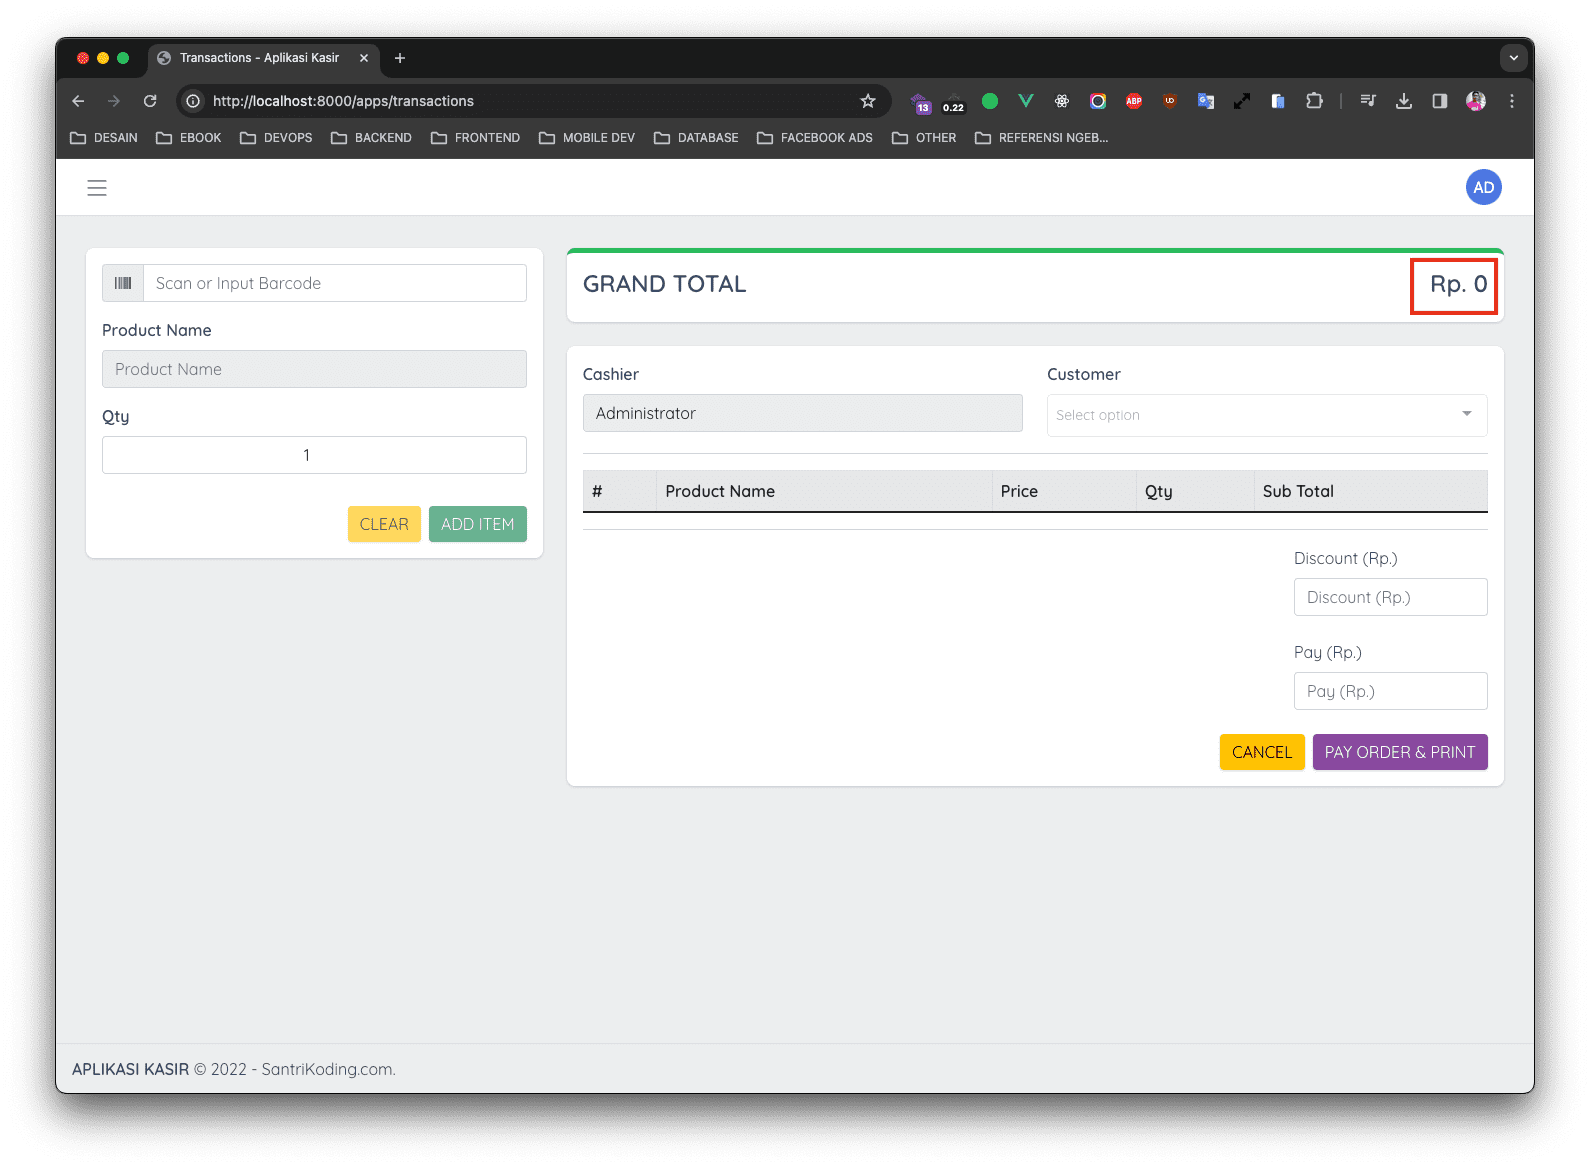 Transactions - Aplikasi Kasir
http://localhost:8000/apps/transactions
13
0.22
ABP
DESAIN EBOOK DEVOPS BACKEND FRONTEND MOBILE DEV DATABASE FACEBOOK ADS OTHER REFERENSI NGEB...
AD
Scan or Input Barcode
Product Name
Product Name
Qty
1
CLEAR ADD ITEM
GRAND TOTAL Rp. 0
Cashier Customer
Administrator Select option
# Product Name Price Qty Sub Total
Discount (Rp.)
Discount (Rp.)
Pay (Rp.)
Pay (Rp.)
CANCEL PAY ORDER & PRINT
APLIKASI KASIR © 2022 - SantriKoding.com.